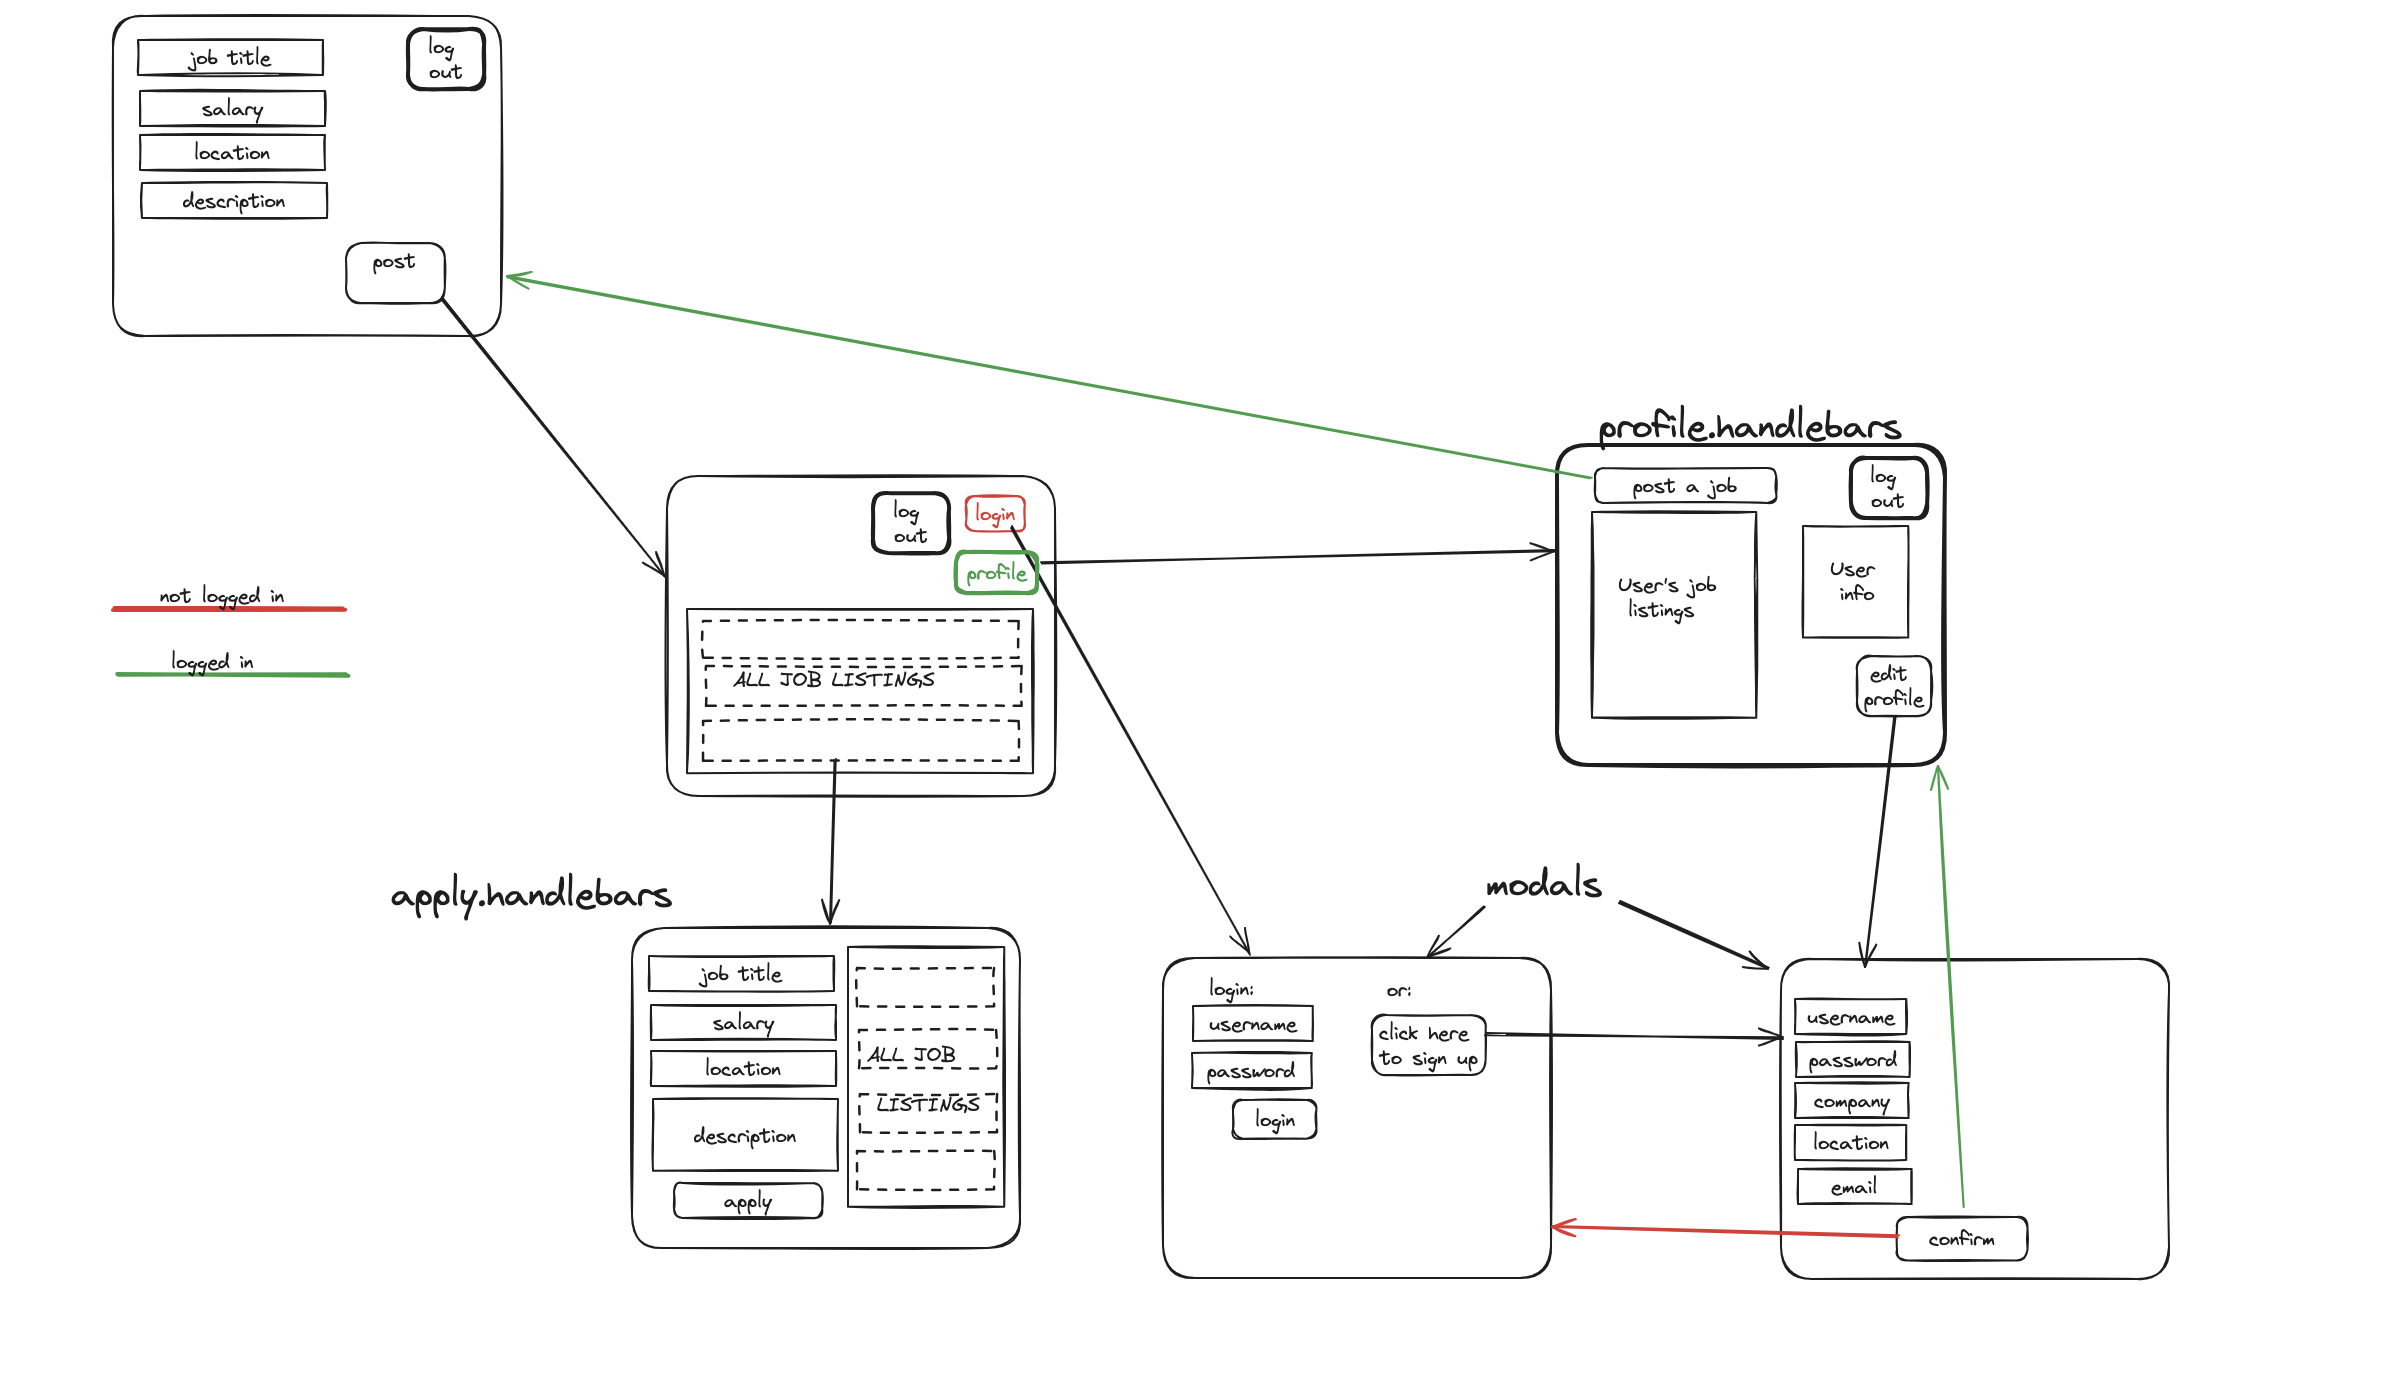 job title
salary
location
description
log
out
post
not logged in
logged in
log
out
login
profile
ALL JOB LISTINGS
profile.handlebars
post a job
log
out
User's job
listings
User
info
edit
profile
apply.handlebars
job title
salary
location
description
apply
ALL JOB
LISTINGS
modals
login:
username
password
login
or:
click here
to sign up
username
password
company
location
email
confirm